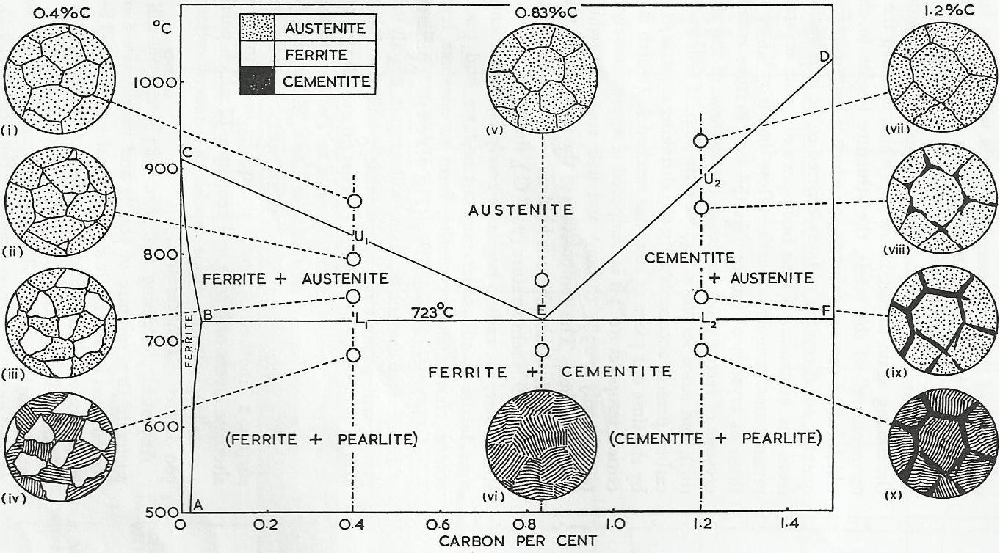 0.4%C
0.83%C
1.2%C
°C
AUSTENITE
FERRITE
CEMENTITE
D
1000
(i)
(v)
(vii)
C
900
U₂
AUSTENITE
U₁
(ii)
(viii)
800
CEMENTITE
+ AUSTENITE
FERRITE + AUSTENITE
B
723°C
E
F
L₁
L₂
700
FERRITE
(iii)
FERRITE + CEMENTITE
(ix)
600
(FERRITE + PEARLITE)
(CEMENTITE + PEARLITE)
(iv)
(vi)
(x)
A
500
0 0.2 0.4 0.6 0.8 1.0 1.2 1.4
CARBON PER CENT